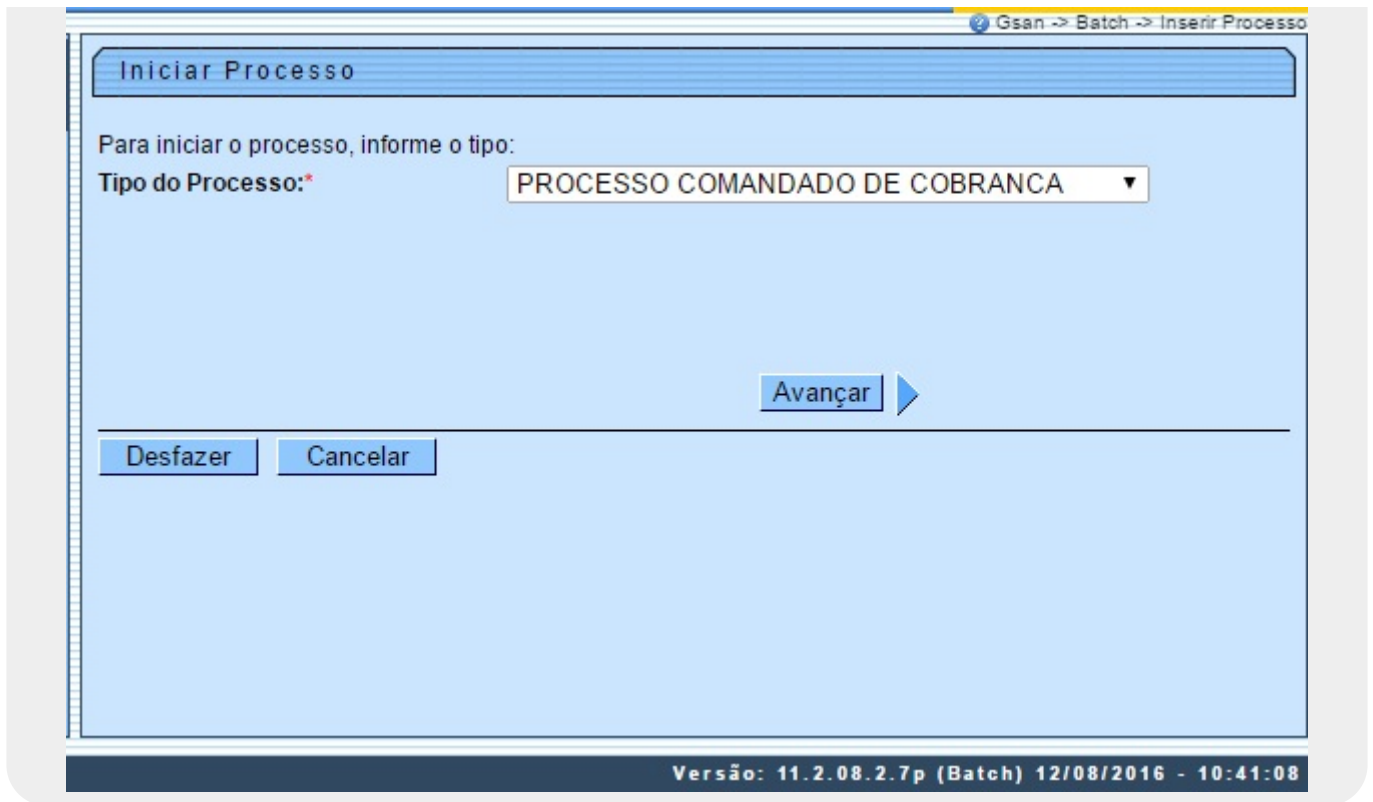 Gsan -> Batch -> Inserir Processo
Iniciar Processo
Para iniciar o processo, informe o tipo:
Tipo do Processo:* PROCESSO COMANDADO DE COBRANCA
Avançar
Desfazer Cancelar
Versão: 11.2.08.2.7p (Batch) 12/08/2016 - 10:41:08